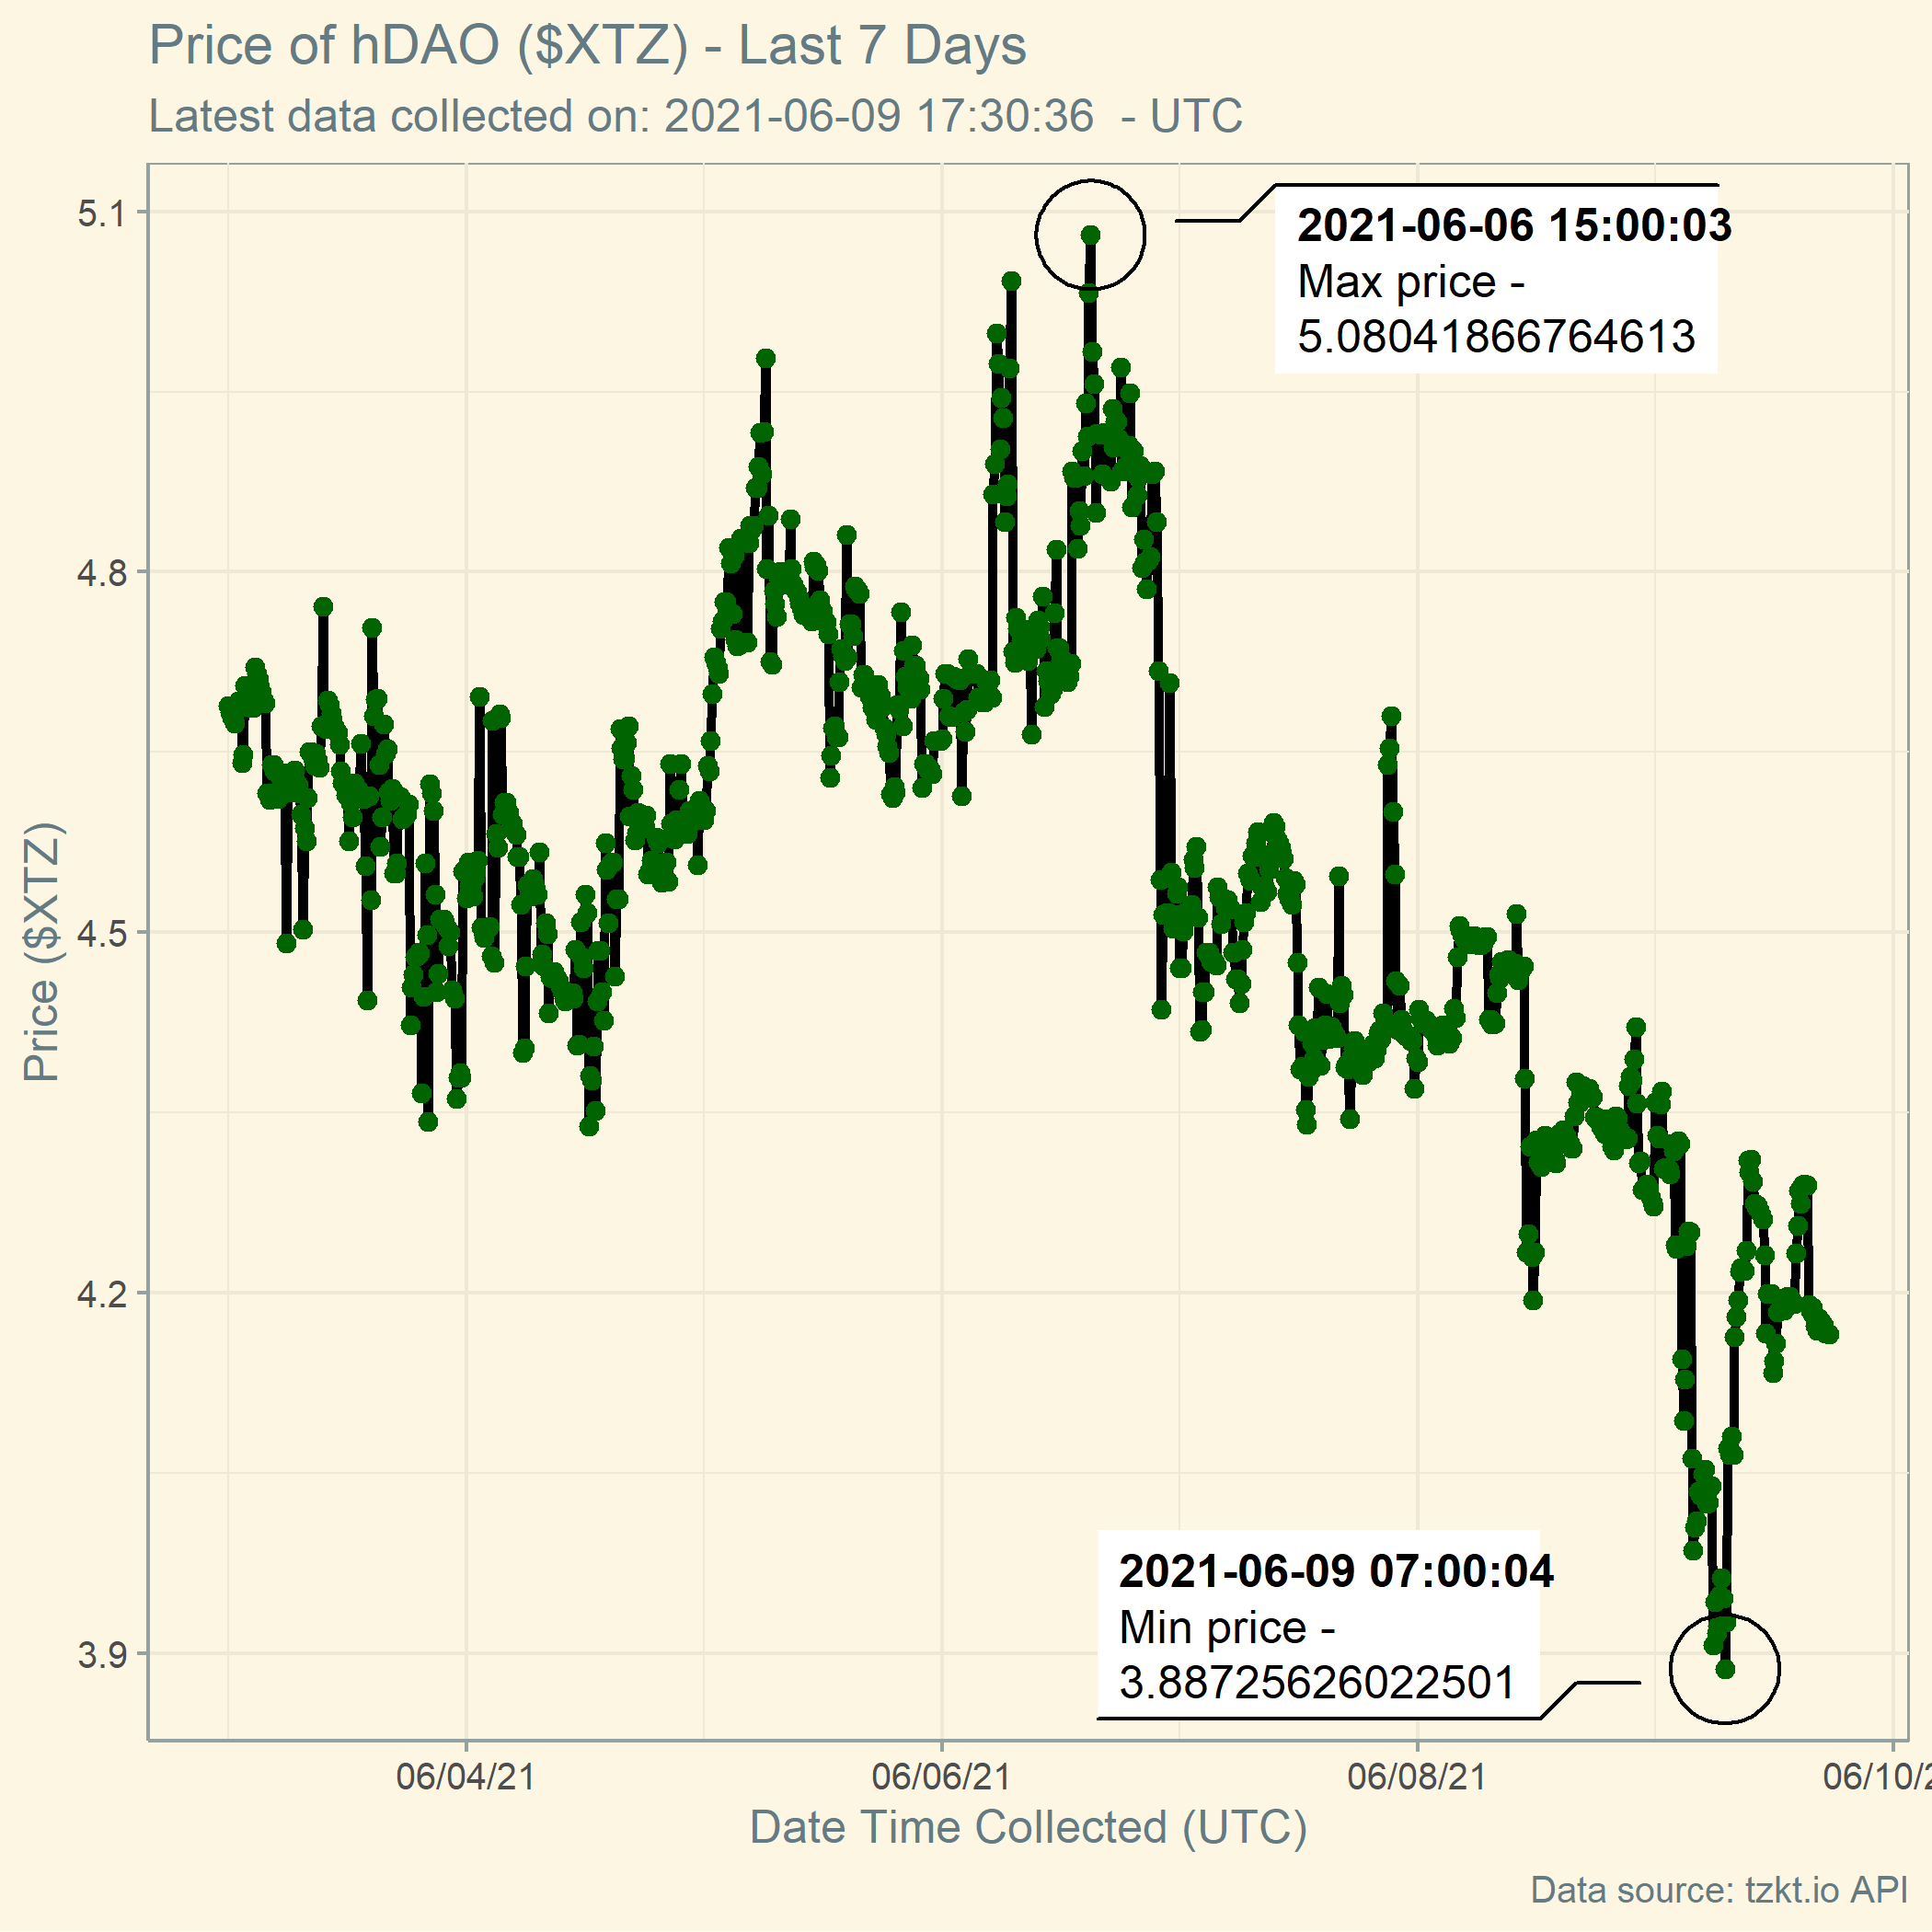 Price of hDAO ($XTZ) - Last 7 Days
Latest data collected on: 2021-06-09 17:30:36  - UTC
5.1
4.8
4.5
4.2
3.9
Price ($XTZ)
2021-06-06 15:00:03
Max price -
5.08041866764613
2021-06-09 07:00:04
Min price -
3.88725626022501
06/04/21
06/06/21
06/08/21
06/10/2
Date Time Collected (UTC)
Data source: tzkt.io API